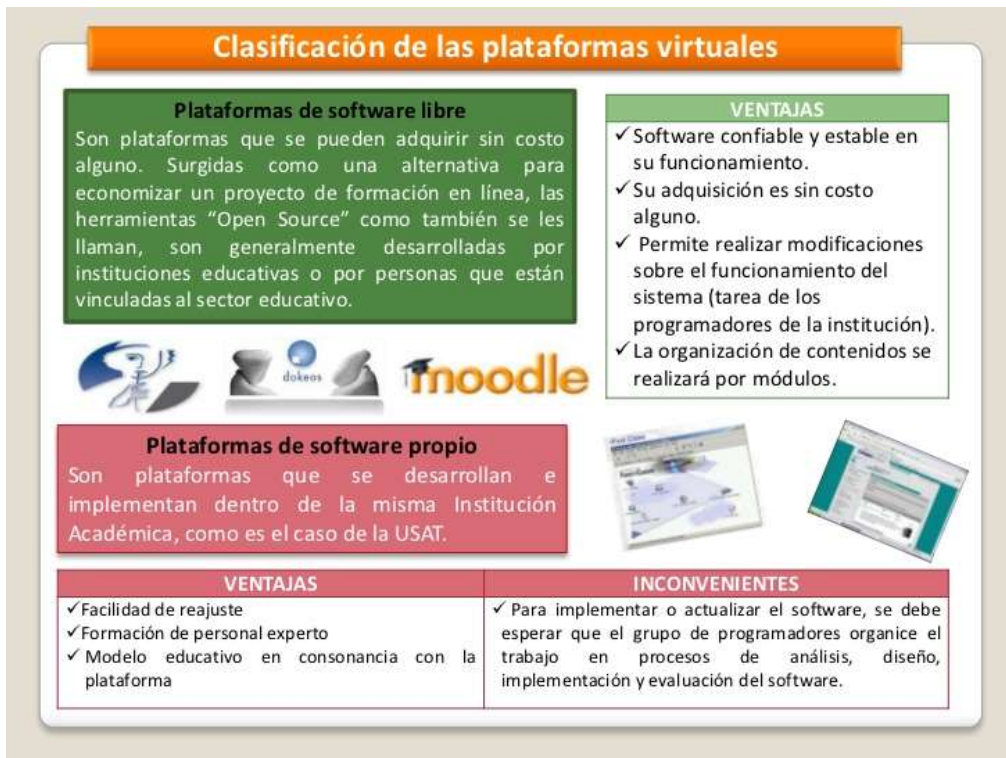 Clasificación de las plataformas virtuales
Plataformas de software libre
Son plataformas que se pueden adquirir sin costo
alguno. Surgidas como una alternativa para
economizar un proyecto de formación en línea, las
herramientas “Open Source” como también se les
llaman, son generalmente desarrolladas por
instituciones educativas o por personas que están
vinculadas al sector educativo.
VENTAJAS
✓Software confiable y estable en
su funcionamiento.
✓Su adquisición es sin costo
alguno.
✓ Permite realizar modificaciones
sobre el funcionamiento del
sistema (tarea de los
programadores de la institución).
✓La organización de contenidos se
realizará por módulos.
dokeos
moodle
Plataformas de software propio
Son plataformas que se desarrollan e
implementan dentro de la misma Institución
Académica, como es el caso de la USAT.
VENTAJAS
✓Facilidad de reajuste
✓Formación de personal experto
✓ Modelo educativo en consonancia con la
plataforma
INCONVENIENTES
✓ Para implementar o actualizar el software, se debe
esperar que el grupo de programadores organice el
trabajo en procesos de análisis, diseño,
implementación y evaluación del software.